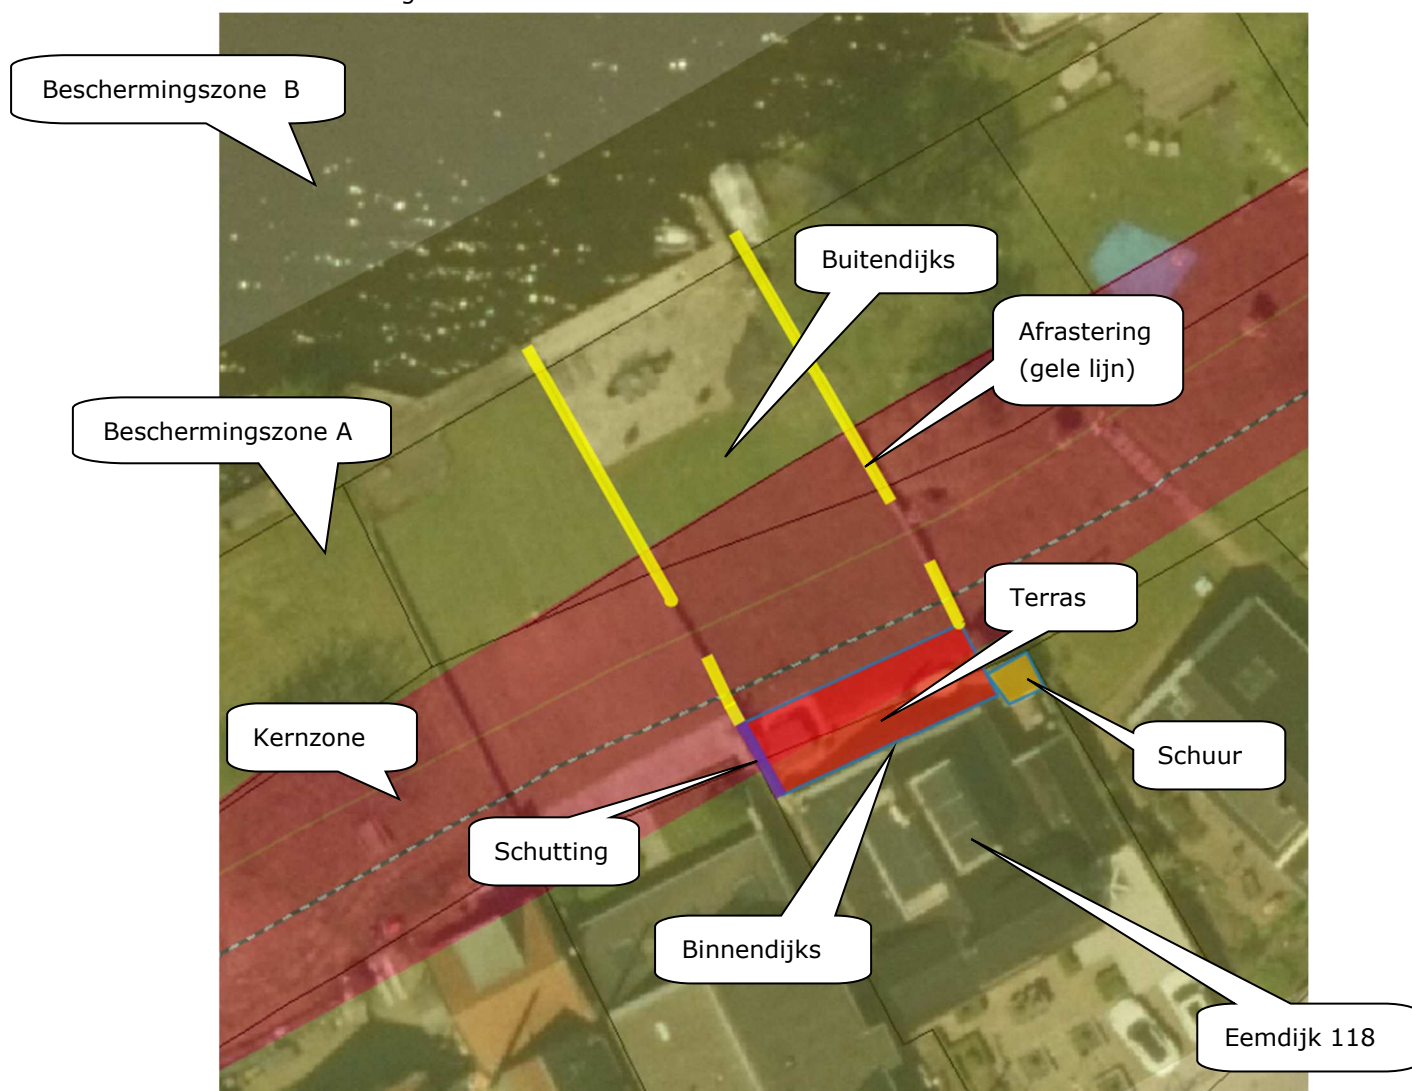 Beschermingszone B
Buitendijks
Afrastering
(gele lijn)
Beschermingszone A
Terras
Kernzone
Schuur
Schutting
Binnendijks
Eemdijk 118